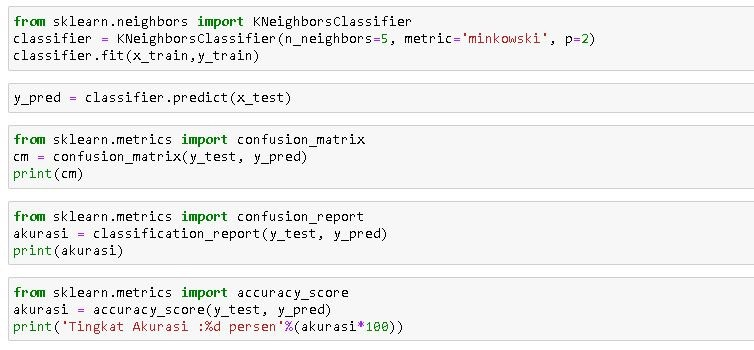 from sklearn.neighbors import KNeighborsClassifier
classifier = KNeighborsClassifier(n_neighbors=5, metric='minkowski', p=2)
classifier.fit(x_train,y_train)
y_pred = classifier.predict(x_test)
from sklearn.metrics import confusion_matrix
cm = confusion_matrix(y_test, y_pred)
print(cm)
from sklearn.metrics import confusion_report
akurasi = classification_report(y_test, y_pred)
print(akurasi)
from sklearn.metrics import accuracy_score
akurasi = accuracy_score(y_test, y_pred)
print('Tingkat Akurasi :%d persen'%(akurasi*100))